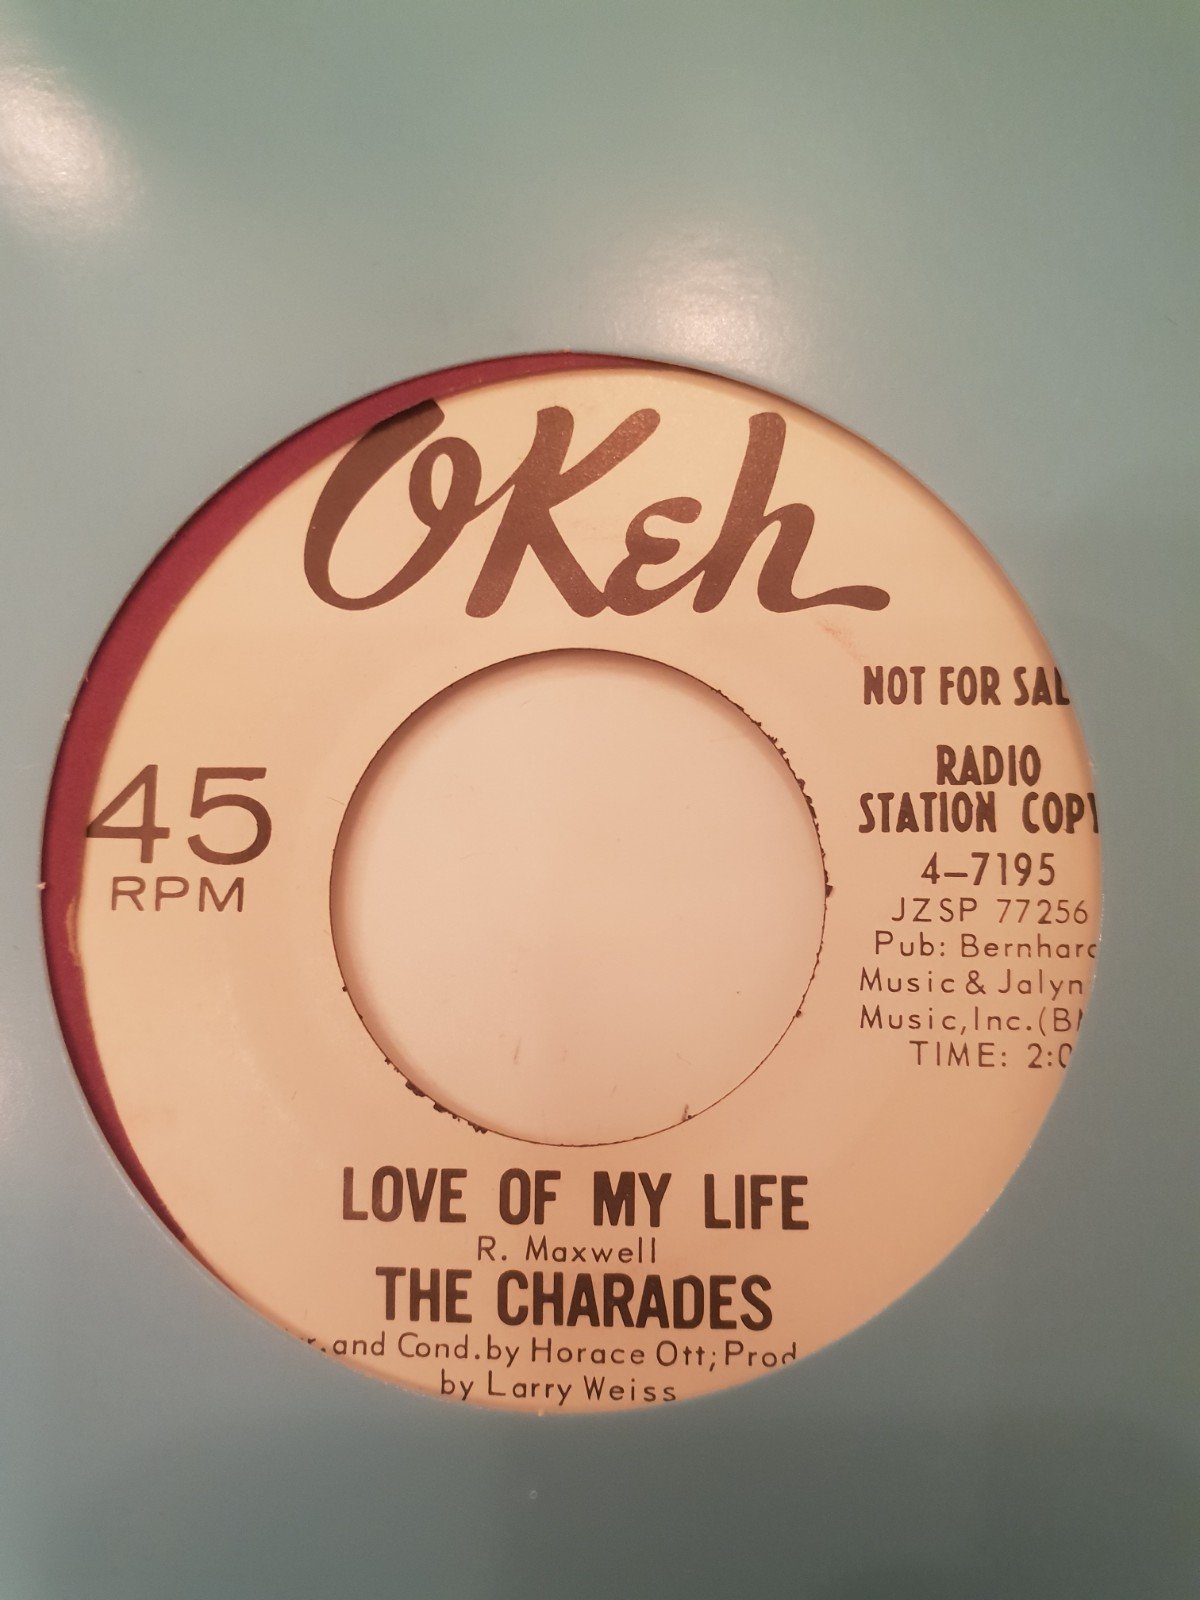 OKeh
NOT FOR SAL
RADIO
STATION COPY
45
RPM
4-7195
JZSP 77256
Pub: Bernhard
Music & Jalyn
Music, Inc. (BM
TIME: 2:0
LOVE OF MY LIFE
R. Maxwell
THE CHARADES
r. and Cond. by Horace Ott; Prod
by Larry Weiss